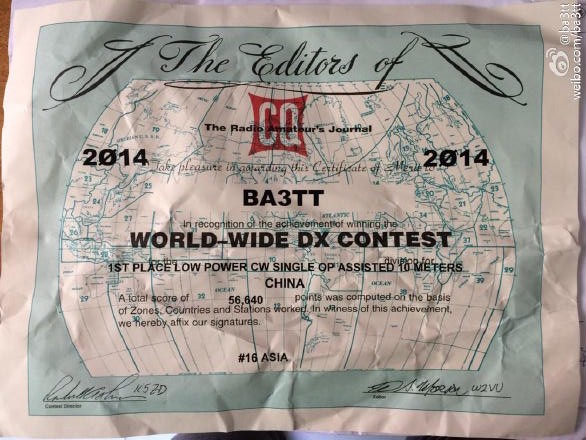 @ba3tt
weibo.com/ba3tt
The Editors of
CQ
The Radio Amateur's Journal
2Ø14 2Ø14
Take pleasure in awarding this Certificate of Merit to
BA3TT
In recognition of the achievement of winning the
WORLD-WIDE DX CONTEST
the division for
1ST PLACE LOW POWER CW SINGLE OP ASSISTED 10 METERS
CHINA
A total score of 56,640 points was computed on the basis
of Zones, Countries and Stations worked. In witness of this achievement,
we hereby affix our signatures.
#16 ASIA
K5ZD W2VU
Contest Director Editor